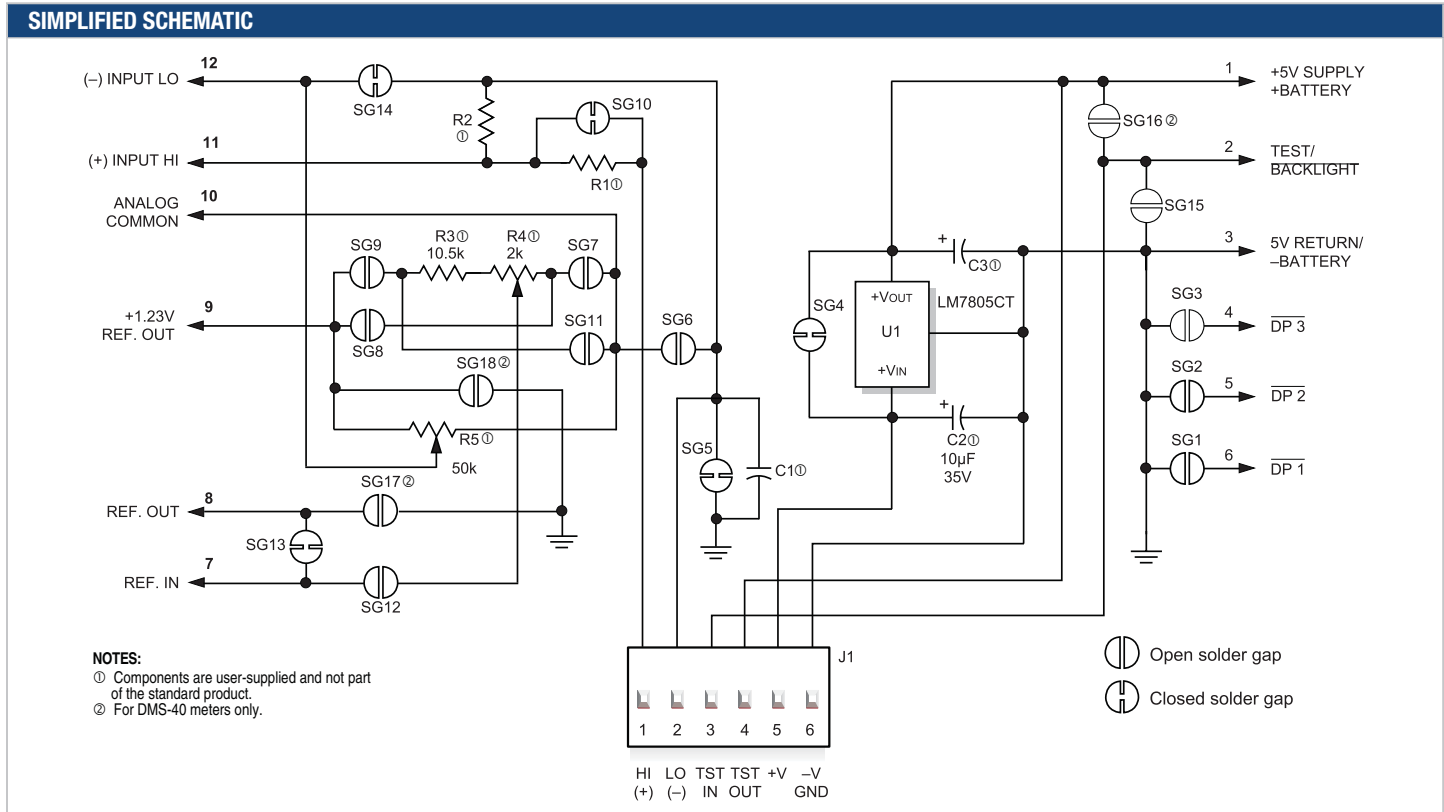 SIMPLIFIED SCHEMATIC
12
(–) INPUT LO
SG14
R2
①
SG10
11
(+) INPUT HI
R1①
10
ANALOG
COMMON
SG9
R3①
10.5k
R4①
2k
SG7
9
+1.23V
REF. OUT
SG8
SG11
SG6
SG18②
R5①
50k
SG17②
8
REF. OUT
SG13
7
REF. IN
SG12
SG5
C1①
1
+5V SUPPLY
+BATTERY
SG16②
2
TEST/
BACKLIGHT
SG15
3
5V RETURN/
–BATTERY
+
C3①
SG4
+VOUT
LM7805CT
U1
+VIN
+
C2①
10µF
35V
SG3
4
DP 3
SG2
5
DP 2
SG1
6
DP 1
J1
1 2 3 4 5 6
HI LO TST TST +V –V
(+) (–) IN OUT GND
Open solder gap
Closed solder gap
NOTES:
① Components are user-supplied and not part
of the standard product.
② For DMS-40 meters only.